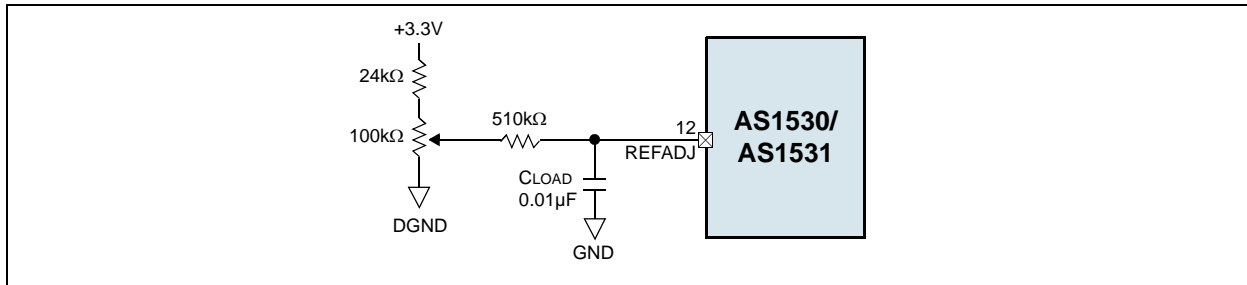 +3.3V
24kΩ
100kΩ
510kΩ
12
REFADJ
AS1530/
AS1531
CLOAD
0.01µF
DGND
GND